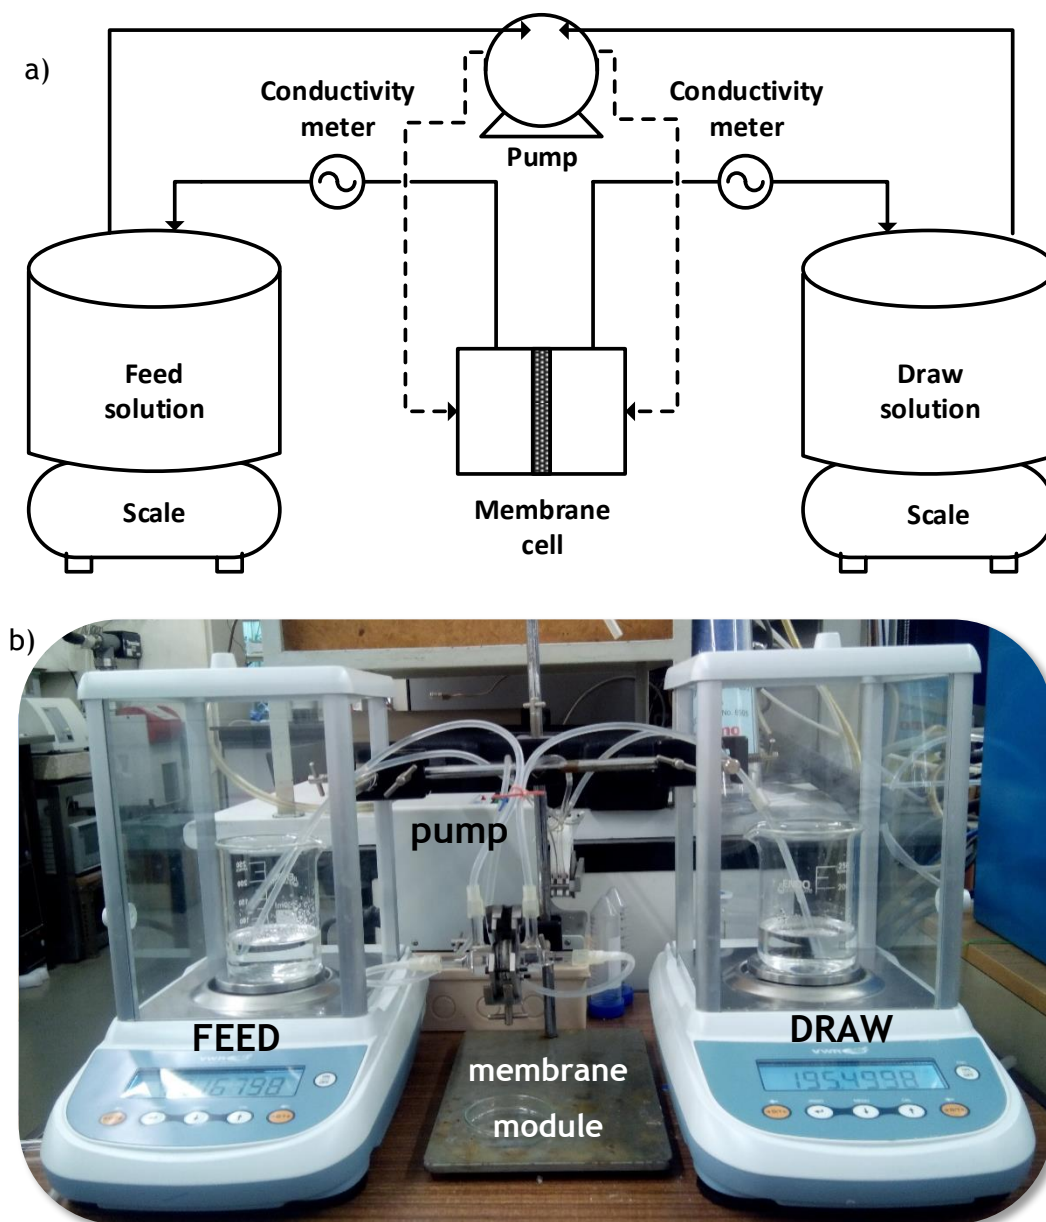 a)
Conductivity
meter
Conductivity
meter
Pump
Feed
solution
Draw
solution
Scale
Membrane
cell
Scale
b)
pump
FEED
DRAW
VWR
membrane
module
195.4998